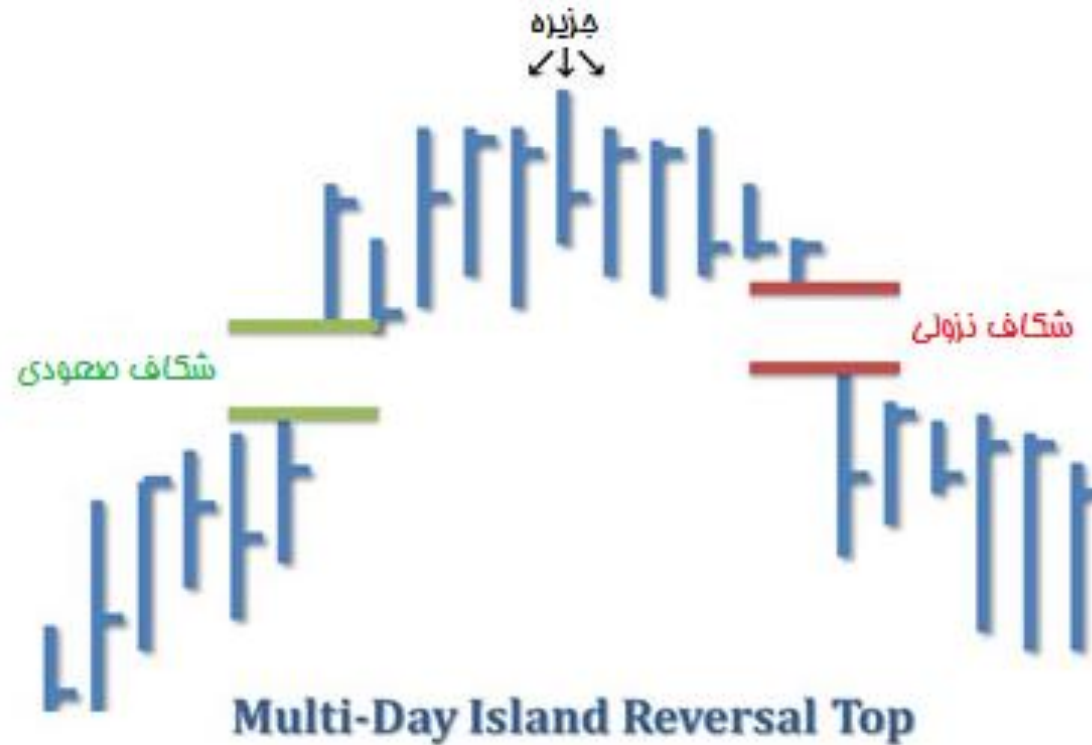 جزیره
شکاف نزولی
شکاف صعودی
Multi-Day Island Reversal Top